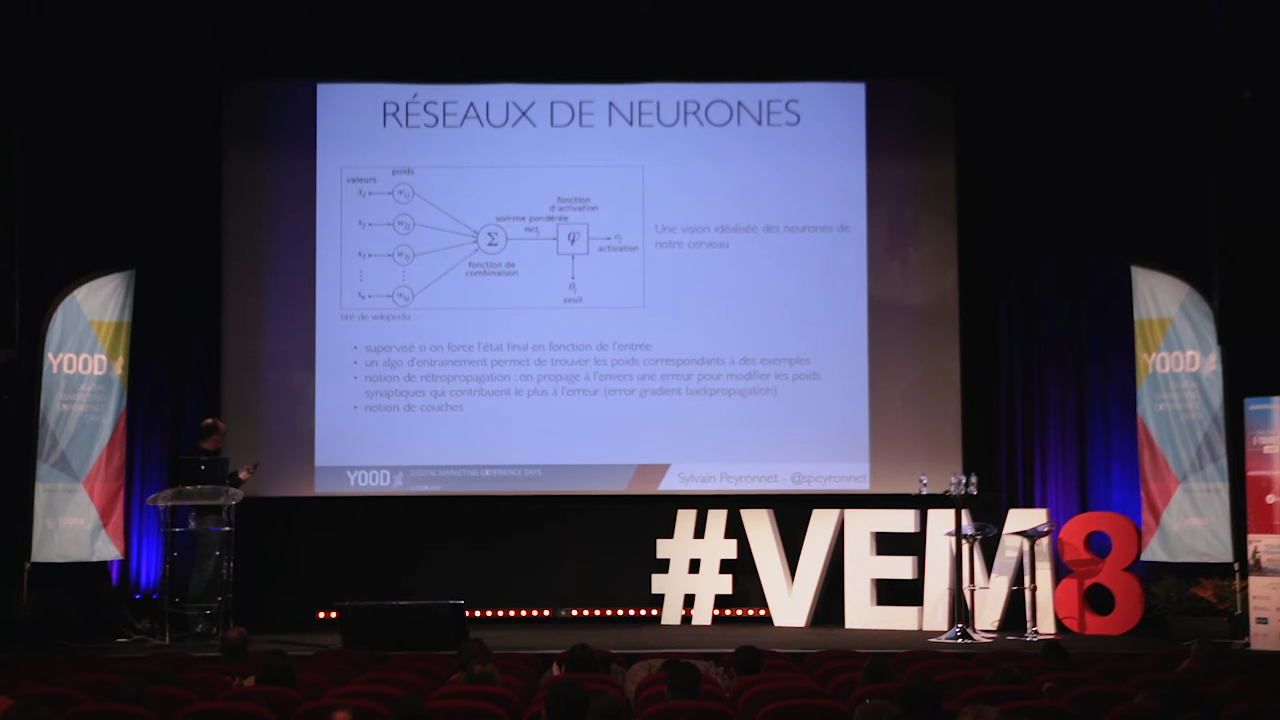 RÉSEAUX DE NEURONES
poids
valeurs
fonction
d'activation
somme pondérée
net_j
Σ
φ
activation
fonction de
combinaison
seuil
tiré de wikipedia
Une vision idéalisée des neurones de
notre cerveau
• supervisé si on force l'état final en fonction de l'entrée
• un algo d'entrainement permet de trouver les poids correspondants à des exemples
• notion de rétropropagation : on propage à l'envers une erreur pour modifier les poids
synaptiques qui contribuent le plus à l'erreur (error gradient backpropagation)
• notion de couches
YOOD
DIGITAL MARKETING EXPERIENCE DAYS
Sylvain Peyronnet - @speyronnet
YOOD
YOOD
#VEM8